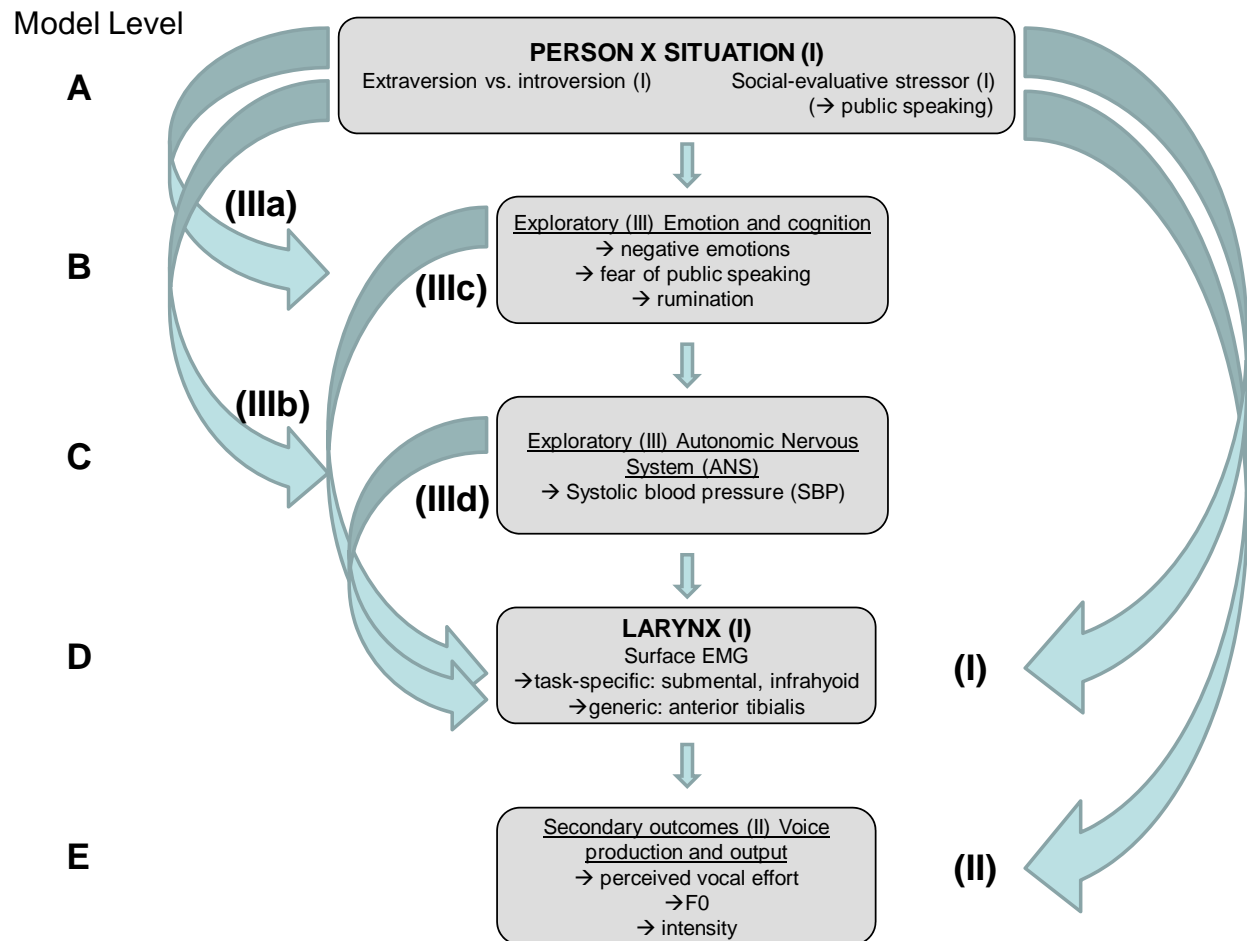 Model Level
A
PERSON X SITUATION (I)
Extraversion vs. introversion (I) Social-evaluative stressor (I)
(→ public speaking)
(IIIa)
B
Exploratory (III) Emotion and cognition
→ negative emotions
→ fear of public speaking
→ rumination
(IIIc)
(IIIb)
C
Exploratory (III) Autonomic Nervous
System (ANS)
→ Systolic blood pressure (SBP)
(IIId)
D
LARYNX (I)
Surface EMG
→task-specific: submental, infrahyoid
→generic: anterior tibialis
(I)
E
Secondary outcomes (II) Voice
production and output
→ perceived vocal effort
→F0
→ intensity
(II)